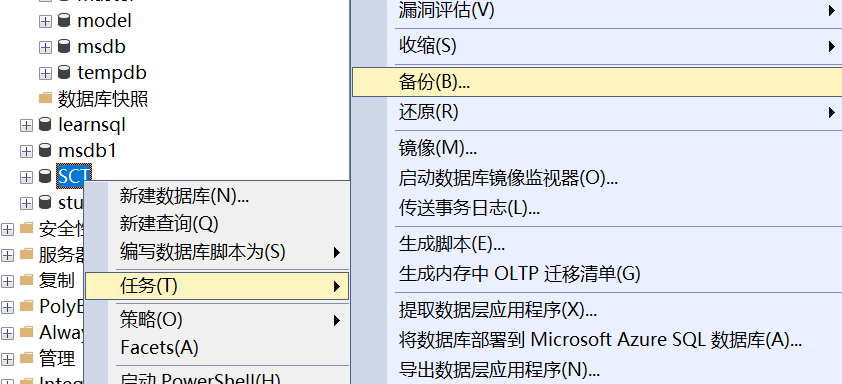 master
model
msdb
tempdb
数据库快照
learnsql
msdb1
SCT
stu
安全性
服务器
复制
PolyB
Alway
管理
Integ
新建数据库(N)...
新建查询(Q)
编写数据库脚本为(S)
任务(T)
策略(O)
Facets(A)
启动 PowerShell(H)
漏洞评估(V)
收缩(S)
备份(B)...
还原(R)
镜像(M)...
启动数据库镜像监视器(O)...
传送事务日志(L)...
生成脚本(E)...
生成内存中 OLTP 迁移清单(G)
提取数据层应用程序(X)...
将数据库部署到 Microsoft Azure SQL 数据库(A)...
导出数据层应用程序(N)...